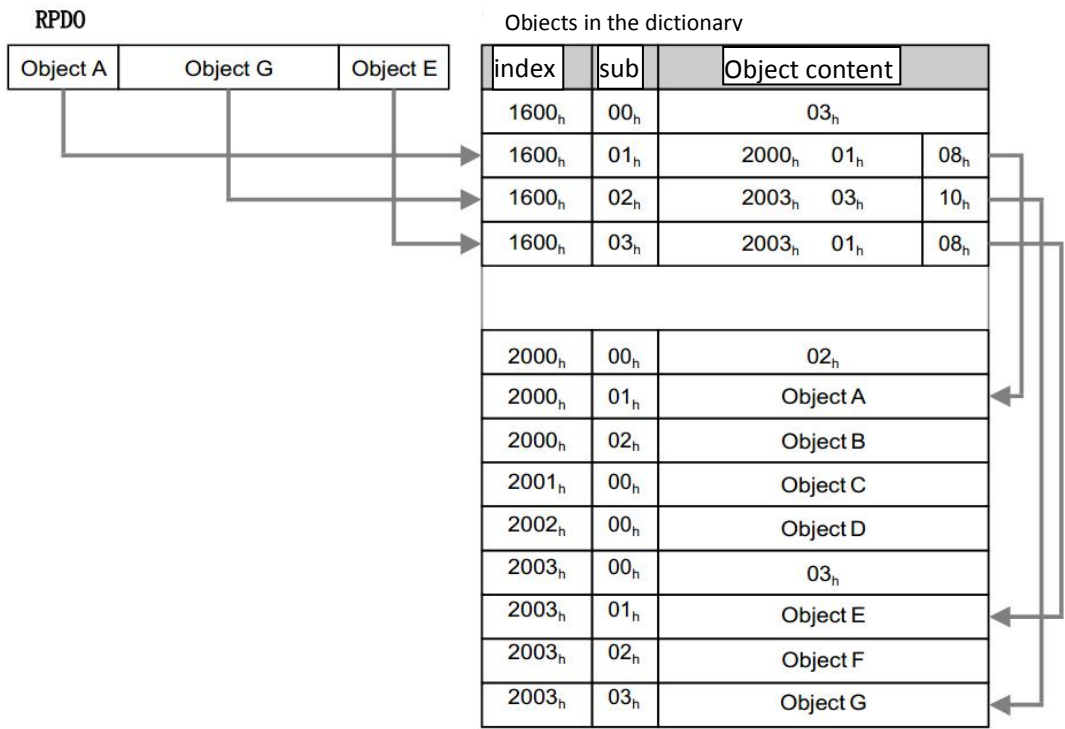 RPDO
Objects in the dictionary
Object A Object G Object E
index sub Object content
1600h 00h 03h
1600h 01h 2000h 01h 08h
1600h 02h 2003h 03h 10h
1600h 03h 2003h 01h 08h
2000h 00h 02h
2000h 01h Object A
2000h 02h Object B
2001h 00h Object C
2002h 00h Object D
2003h 00h 03h
2003h 01h Object E
2003h 02h Object F
2003h 03h Object G